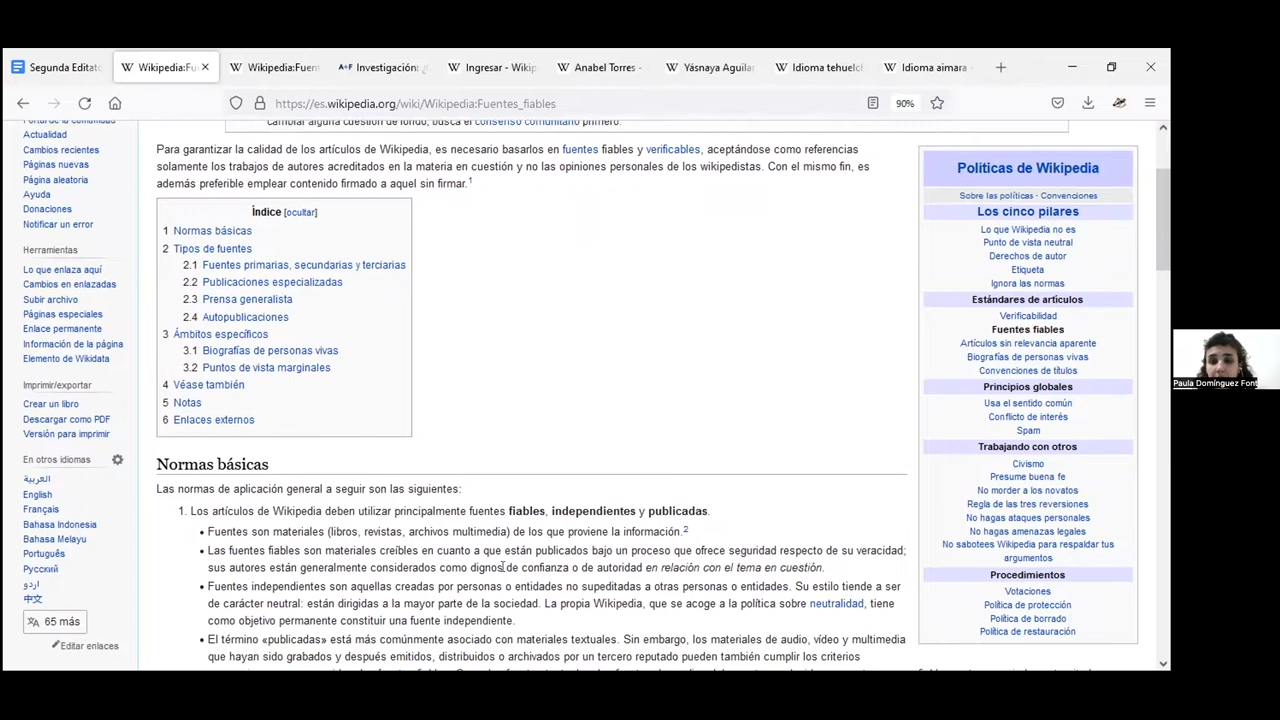 Segunda Editato
Wikipedia:Fu
Wikipedia:Fuent
A+F Investigación:
Ingresar - Wikip
Anabel Torres -
Yásnaya Aguilar
Idioma tehuelch
Idioma aimara -
https://es.wikipedia.org/wiki/Wikipedia:Fuentes_fiables
90%
Portal de la comunidad
Actualidad
Cambios recientes
Páginas nuevas
Página aleatoria
Ayuda
Donaciones
Notificar un error
Herramientas
Lo que enlaza aquí
Cambios en enlazadas
Subir archivo
Páginas especiales
Enlace permanente
Información de la página
Elemento de Wikidata
Imprimir/exportar
Crear un libro
Descargar como PDF
Versión para imprimir
En otros idiomas
العربية
English
Français
Bahasa Indonesia
Bahasa Melayu
Português
Русский
اردو
中文
65 más
Editar enlaces
cambiar alguna cuestión de fondo, busca el consenso comunitario primero.
Para garantizar la calidad de los artículos de Wikipedia, es necesario basarlos en fuentes fiables y verificables, aceptándose como referencias
solamente los trabajos de autores acreditados en la materia en cuestión y no las opiniones personales de los wikipedistas. Con el mismo fin, es
además preferible emplear contenido firmado a aquel sin firmar.1
Índice [ocultar]
1 Normas básicas
2 Tipos de fuentes
2.1 Fuentes primarias, secundarias y terciarias
2.2 Publicaciones especializadas
2.3 Prensa generalista
2.4 Autopublicaciones
3 Ámbitos específicos
3.1 Biografías de personas vivas
3.2 Puntos de vista marginales
4 Véase también
5 Notas
6 Enlaces externos
Normas básicas
Las normas de aplicación general a seguir son las siguientes:
1. Los artículos de Wikipedia deben utilizar principalmente fuentes fiables, independientes y publicadas.
• Fuentes son materiales (libros, revistas, archivos multimedia) de los que proviene la información.2
• Las fuentes fiables son materiales creíbles en cuanto a que están publicados bajo un proceso que ofrece seguridad respecto de su veracidad;
sus autores están generalmente considerados como dignos de confianza o de autoridad en relación con el tema en cuestión.
• Fuentes independientes son aquellas creadas por personas o entidades no supeditadas a otras personas o entidades. Su estilo tiende a ser
de carácter neutral: están dirigidas a la mayor parte de la sociedad. La propia Wikipedia, que se acoge a la política sobre neutralidad, tiene
como objetivo permanente constituir una fuente independiente.
• El término «publicadas» está más comúnmente asociado con materiales textuales. Sin embargo, los materiales de audio, vídeo y multimedia
que hayan sido grabados y después emitidos, distribuidos o archivados por un tercero reputado pueden también cumplir los criterios
Políticas de Wikipedia
Sobre las políticas · Convenciones
Los cinco pilares
Lo que Wikipedia no es
Punto de vista neutral
Derechos de autor
Etiqueta
Ignora las normas
Estándares de artículos
Verificabilidad
Fuentes fiables
Artículos sin relevancia aparente
Biografías de personas vivas
Convenciones de títulos
Principios globales
Usa el sentido común
Conflicto de interés
Spam
Trabajando con otros
Civismo
Presume buena fe
No morder a los novatos
Regla de las tres reversiones
No hagas ataques personales
No hagas amenazas legales
No sabotees Wikipedia para respaldar tus
argumentos
Procedimientos
Votaciones
Política de protección
Política de borrado
Política de restauración
Paula Domínguez Font